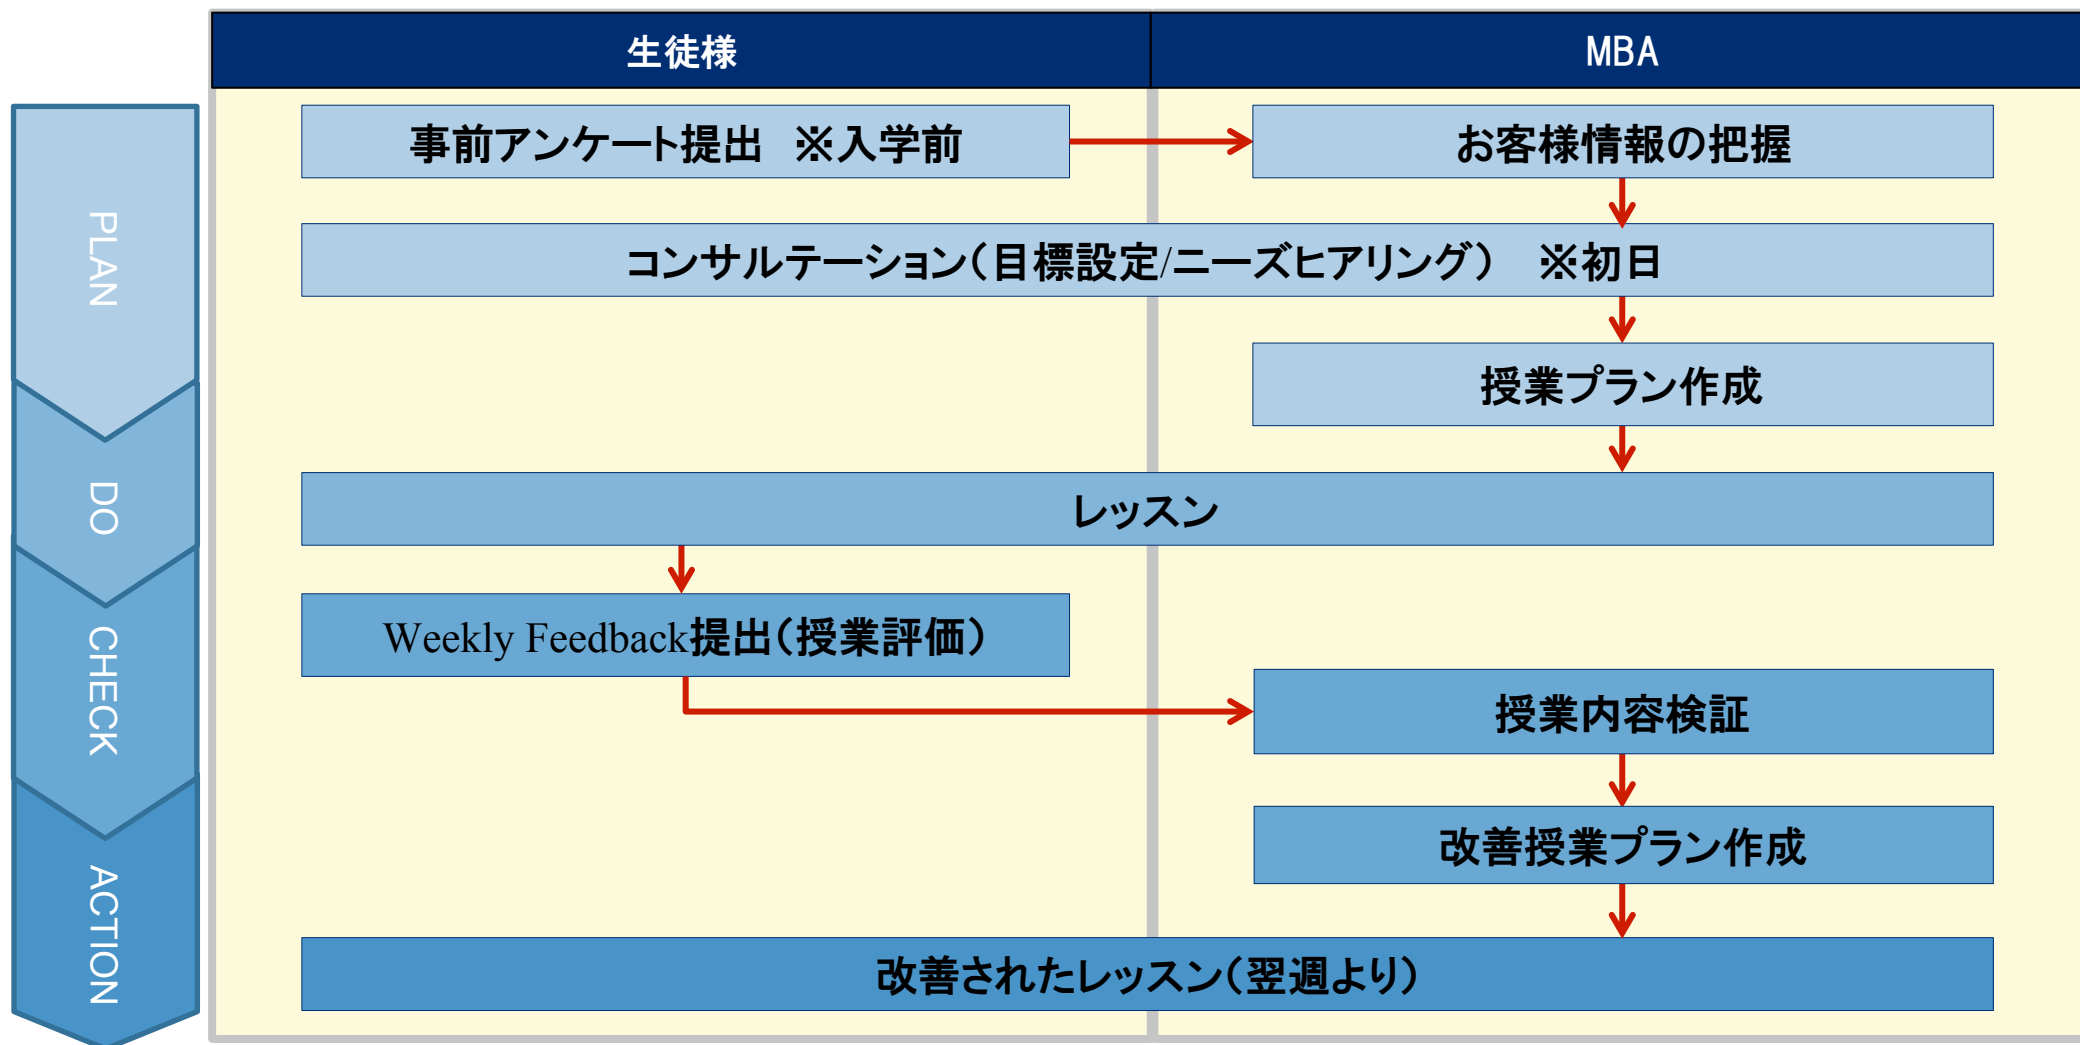 生徒様
MBA
PLAN
事前アンケート提出　※入学前
お客様情報の把握
コンサルテーション（目標設定/ニーズヒアリング）　※初日
授業プラン作成
DO
レッスン
CHECK
Weekly Feedback提出（授業評価）
授業内容検証
ACTION
改善授業プラン作成
改善されたレッスン（翌週より）